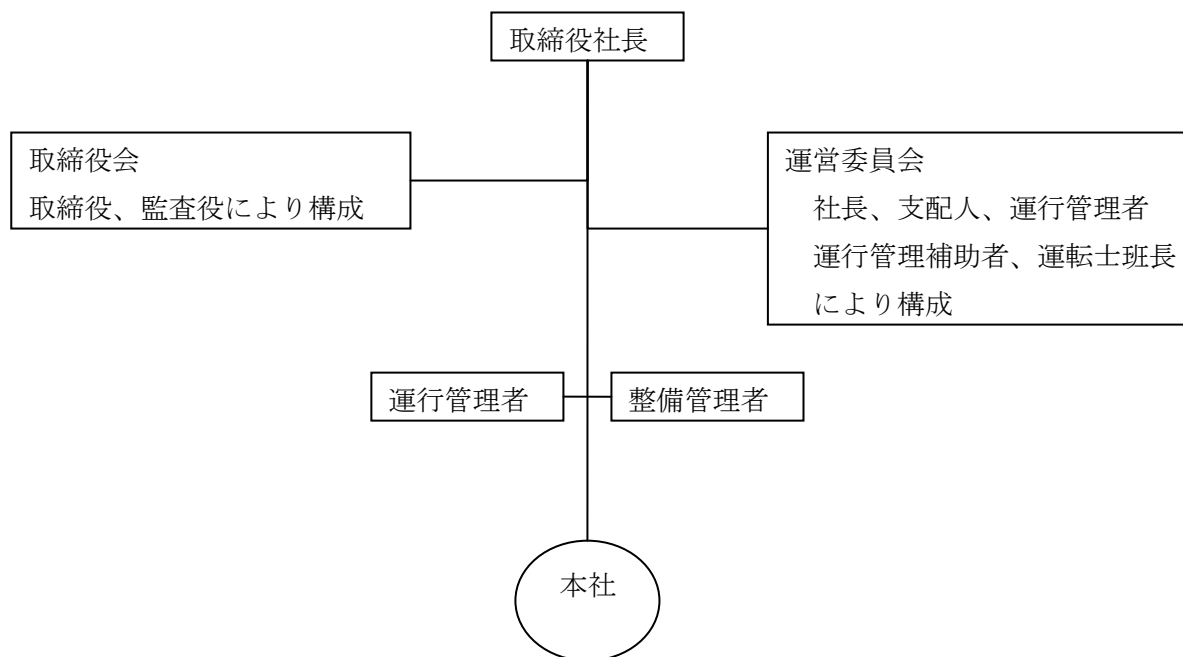 取締役社長
取締役会
取締役、監査役により構成
運営委員会
社長、支配人、運行管理者
運行管理補助者、運転士班長
により構成
運行管理者
整備管理者
本社